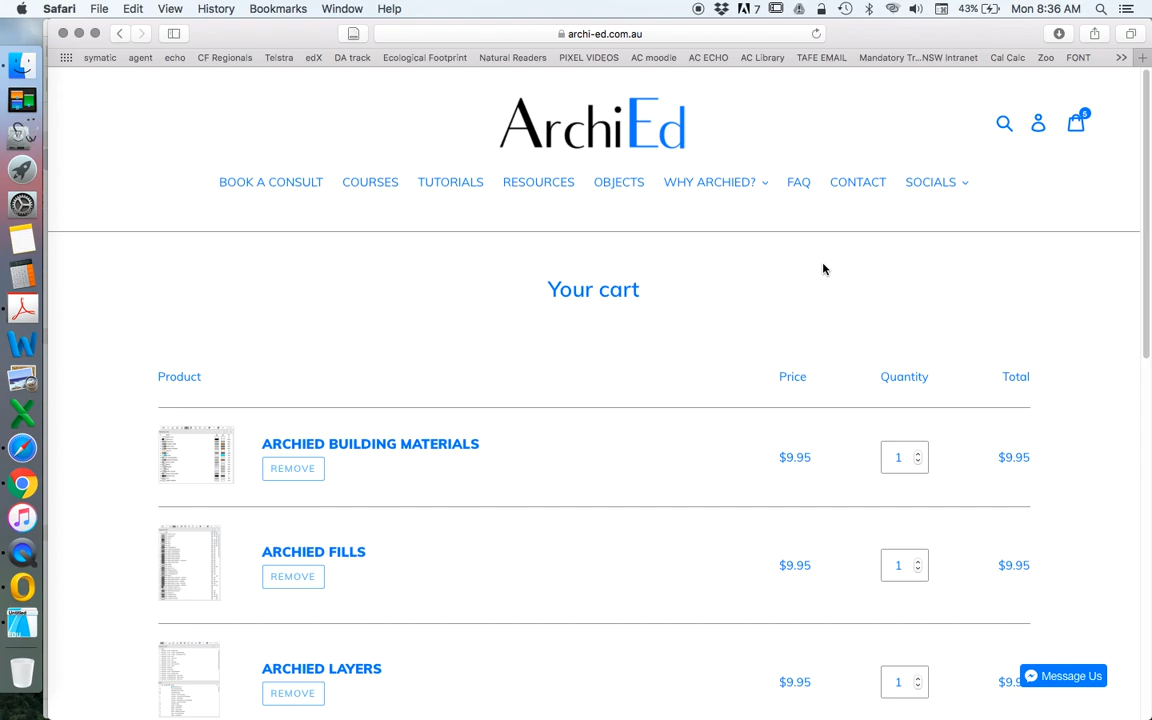 Safari File Edit View History Bookmarks Window Help 7 43% Mon 8:36 AM
archi-ed.com.au
symatic agent echo CF Regionals Telstra edX DA track Ecological Footprint Natural Readers PIXEL VIDEOS AC moodle AC ECHO AC Library TAFE EMAIL Mandatory Tr...NSW Intranet Cal Calc Zoo FONT >> +
ArchiEd
5
BOOK A CONSULT COURSES TUTORIALS RESOURCES OBJECTS WHY ARCHIED? FAQ CONTACT SOCIALS
Your cart
Product Price Quantity Total
ARCHIED BUILDING MATERIALS
REMOVE
$9.95 1 $9.95
ARCHIED FILLS
REMOVE
$9.95 1 $9.95
ARCHIED LAYERS
REMOVE
$9.95 1
Message Us
Untitled
EDU